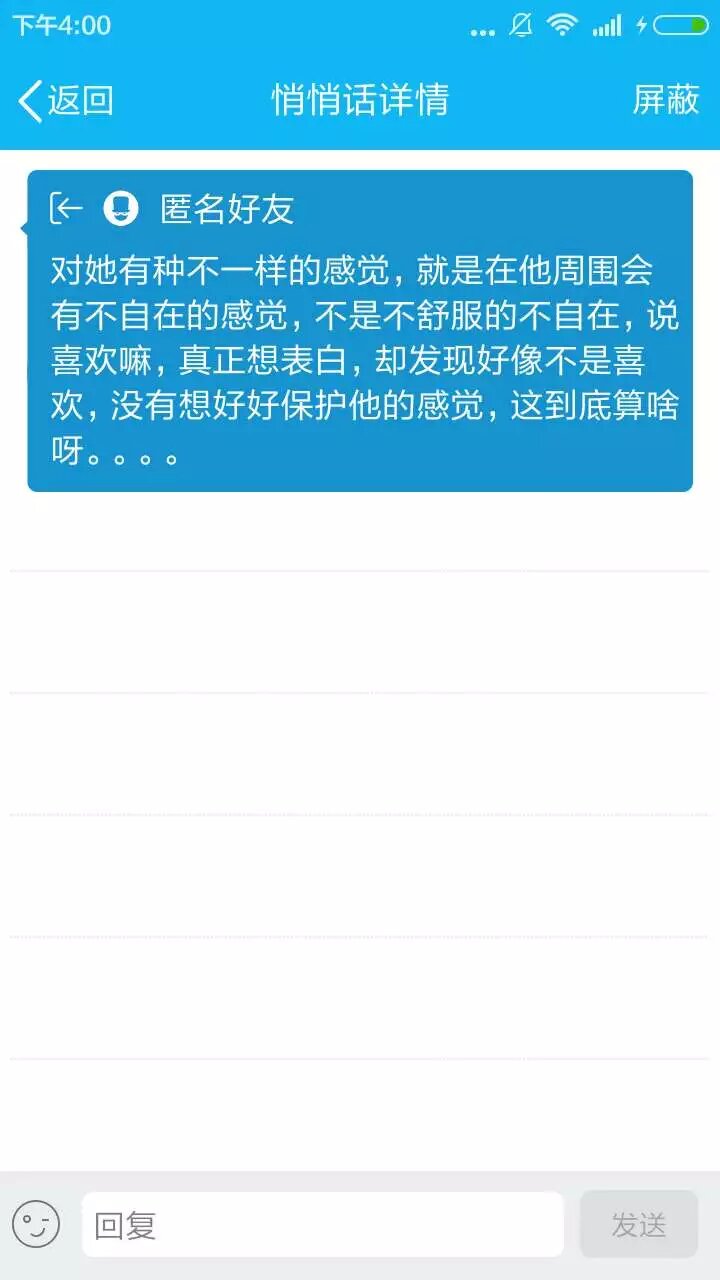 下午4:00
返回
悄悄话详情
屏蔽
匿名好友
对她有种不一样的感觉，就是在他周围会
有不自在的感觉，不是不舒服的不自在，说
喜欢嘛，真正想表白，却发现好像不是喜
欢，没有想好好保护他的感觉，这到底算啥
呀。。。。
回复
发送